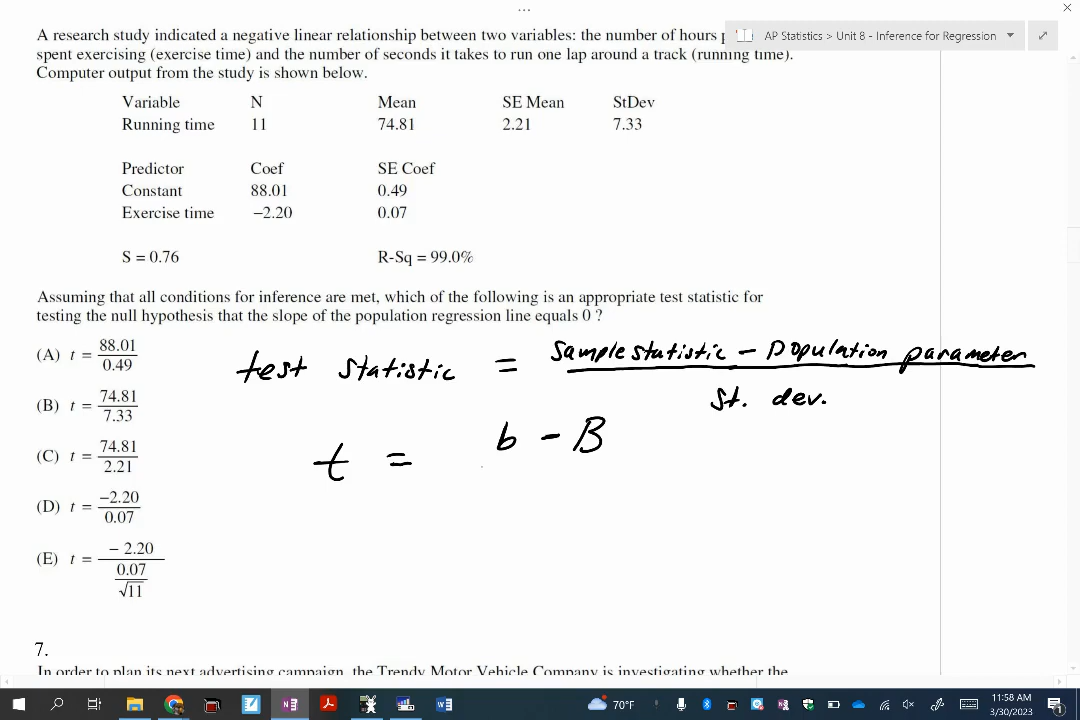 ...
A research study indicated a negative linear relationship between two variables: the number of hours p
AP Statistics > Unit 8 - Inference for Regression
spent exercising (exercise time) and the number of seconds it takes to run one lap around a track (running time).
Computer output from the study is shown below.
Variable N Mean SE Mean StDev
Running time 11 74.81 2.21 7.33
Predictor Coef SE Coef
Constant 88.01 0.49
Exercise time −2.20 0.07
S = 0.76 R-Sq = 99.0%
Assuming that all conditions for inference are met, which of the following is an appropriate test statistic for
testing the null hypothesis that the slope of the population regression line equals 0 ?
(A) t = 88.01
0.49
test statistic = Sample statistic - Population parameter
St. dev.
(B) t = 74.81
7.33
t = b - B
(C) t = 74.81
2.21
(D) t = −2.20
0.07
(E) t = − 2.20
0.07
√11
7.
In order to plan its next advertising campaign, the Trendy Motor Vehicle Company is investigating whether the
70°F
11:58 AM
3/30/2023